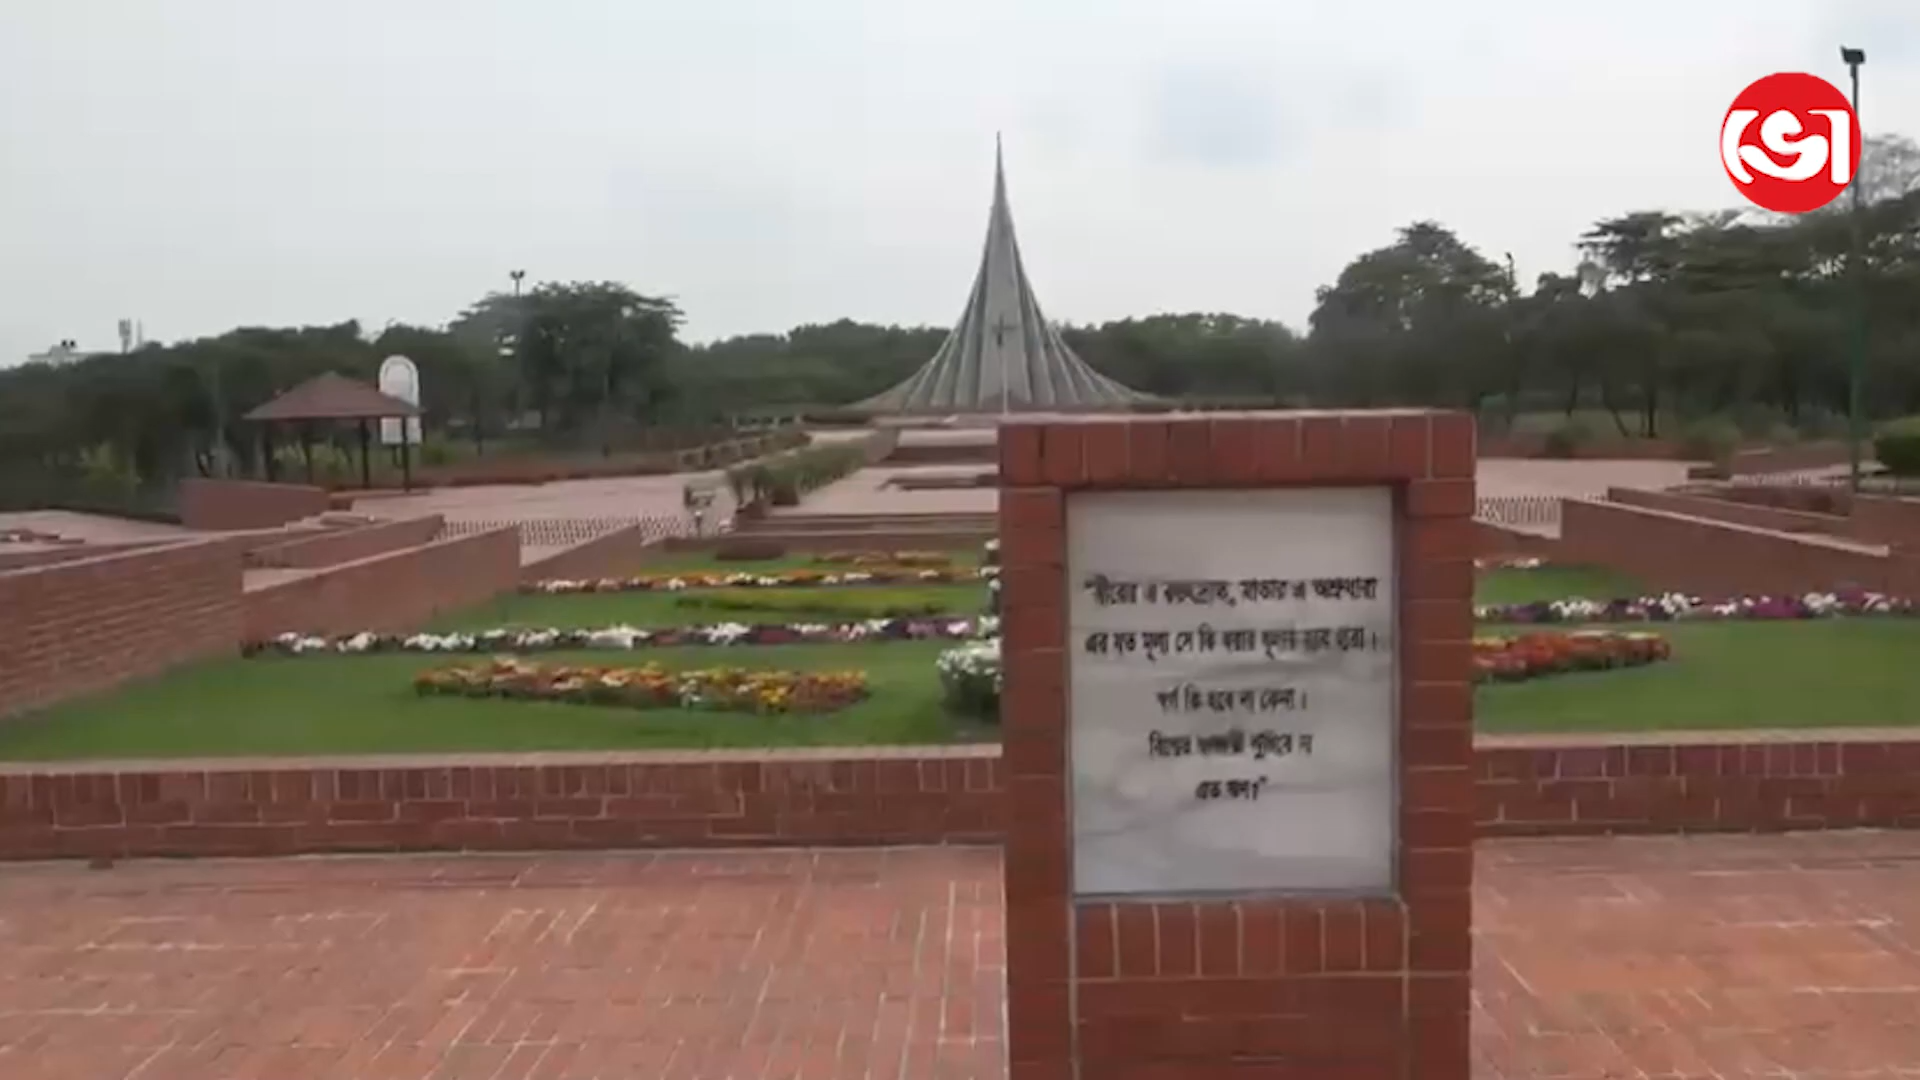 "বীরের এ রক্তস্রোত, মাতার এ অশ্রুধারা
এর যত মূল্য সে কি ধরার ধূলায় হবে হারা।
স্বর্গ কি হবে না কেনা।
বিশ্বের ভাণ্ডারী শুধিবে না
এত ঋণ?"